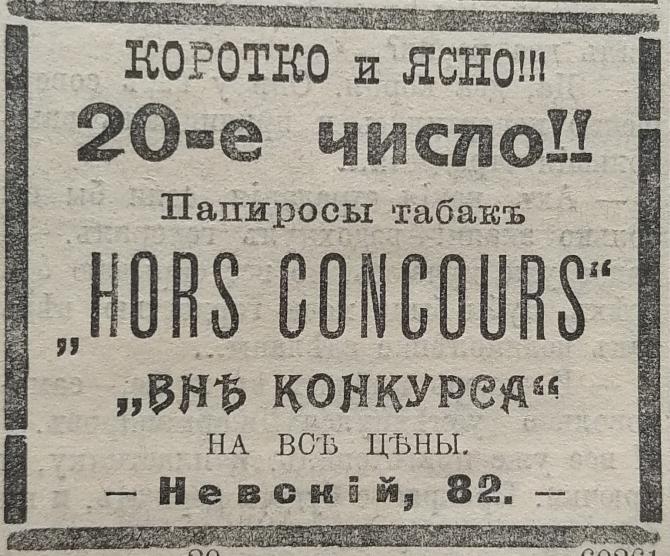 КОРОТКО и ЯСНО!!!
20-е число!!
Папиросы табакъ
„HORS CONCOURS“
„ВНѢ КОНКУРСА“
НА ВСѢ ЦѢНЫ.
— Невскій, 82. —